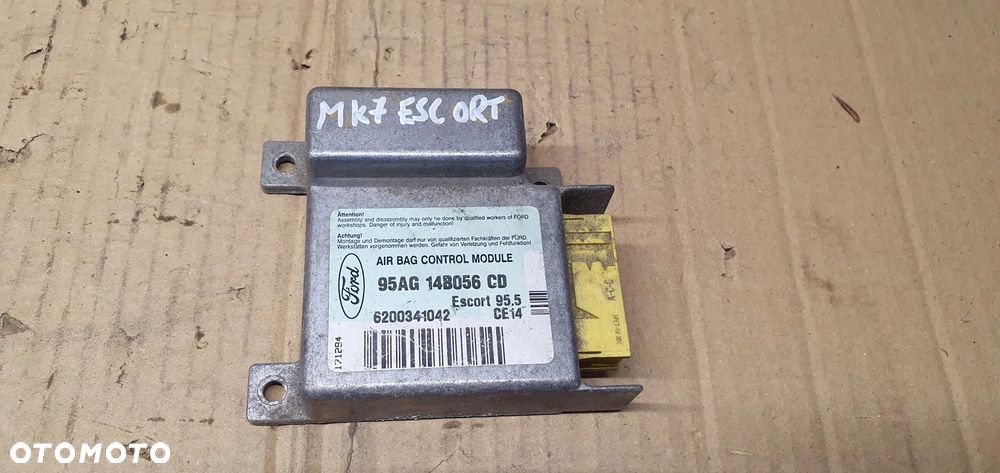 MK7 ESCORT
Attention!
Assembly and disassembly may only be done by qualified workers of FORD
workshops. Danger of injury and malfunction!
Achtung!
Montage und Demontage darf nur von qualifizierten Fachkräften der FORD
Werkstätten vorgenommen werden. Gefahr von Verletzung und Fehlfunktion!
AIR BAG CONTROL MODULE
Ford
95AG 14B056 CD
Escort 95.5
6200341042 CE14
171294
A-C-G
OTOMOTO